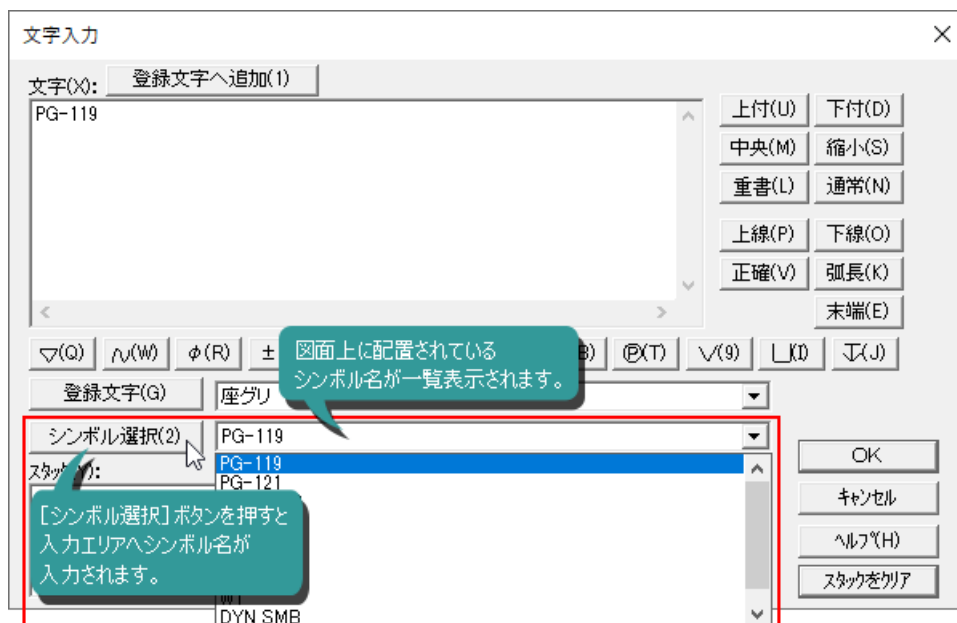 文字入力
文字(X): 登録文字へ追加(1)
PG-119
上付(U) 下付(D)
中央(M) 縮小(S)
重書(L) 通常(N)
上線(P) 下線(O)
正確(V) 弧長(K)
末端(E)
▽(Q) ∩∪(W) φ(R) ± Ⓟ(T) ∨(9) ⌴(I) ↧(J)
図面上に配置されている
シンボル名が一覧表示されます。
登録文字(G) 座グリ
シンボル選択(2) PG-119
PG-119
PG-121
DYN SMB
[シンボル選択]ボタンを押すと
入力エリアへシンボル名が
入力されます。
OK
キャンセル
ヘルプ(H)
スタックをクリア